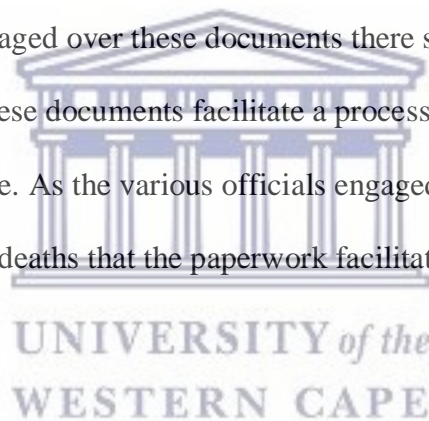 aged over these documents there s
ese documents facilitate a process
e. As the various officials engaged
deaths that the paperwork facilitat
UNIVERSITY of the
WESTERN CAPE